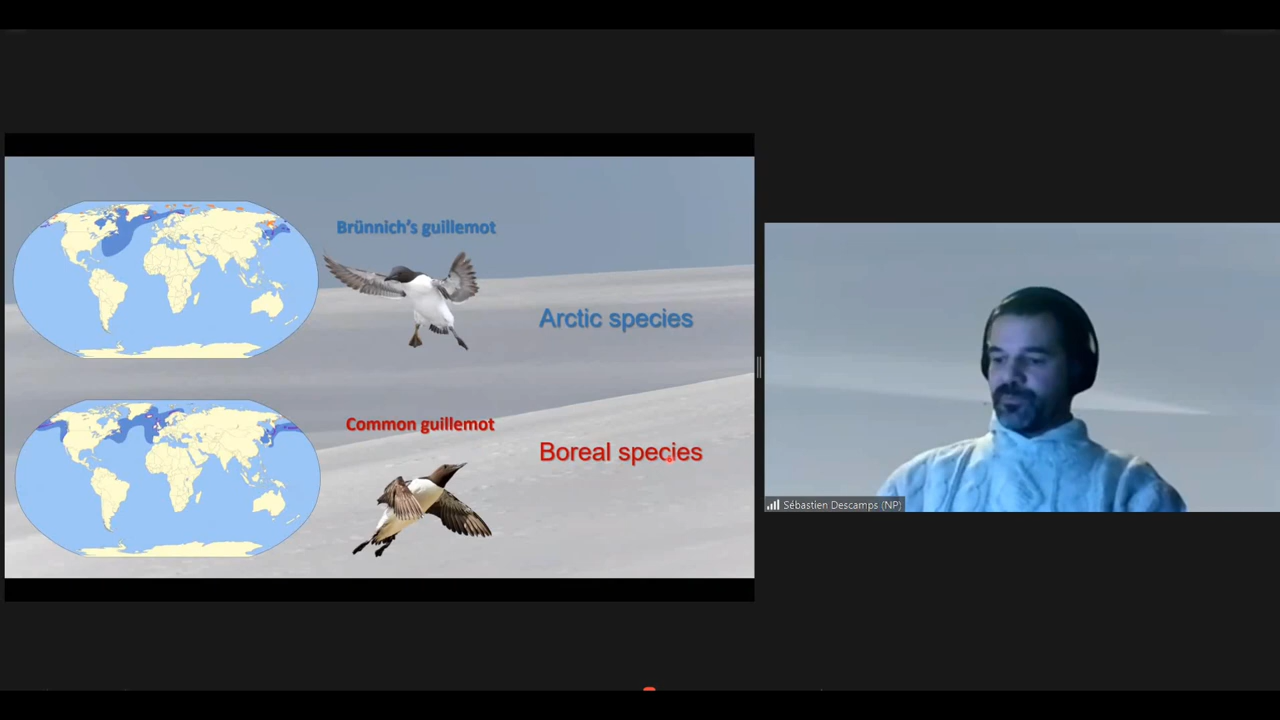 Brünnich's guillemot
Arctic species
Common guillemot
Boreal species
Sébastien Descamps (NP)